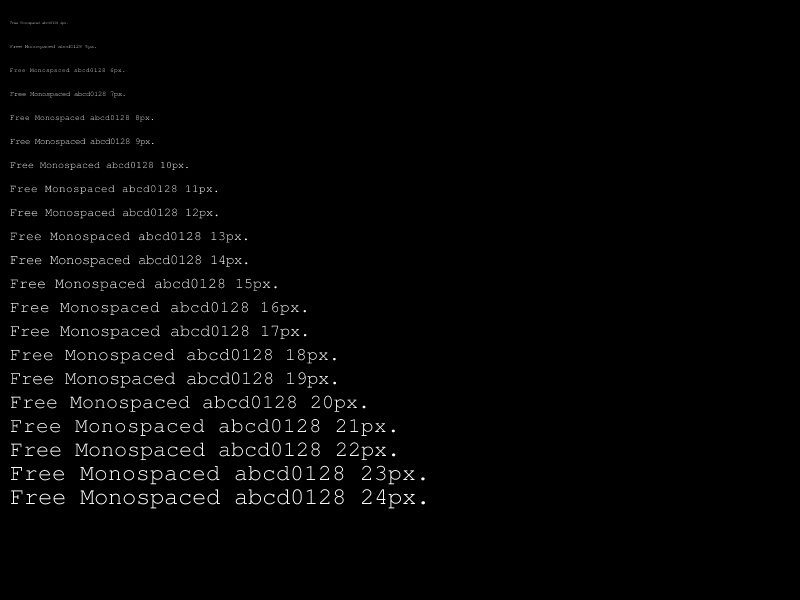 Free Monospaced abcd0128 4px.
Free Monospaced abcd0128 5px.
Free Monospaced abcd0128 6px.
Free Monospaced abcd0128 7px.
Free Monospaced abcd0128 8px.
Free Monospaced abcd0128 9px.
Free Monospaced abcd0128 10px.
Free Monospaced abcd0128 11px.
Free Monospaced abcd0128 12px.
Free Monospaced abcd0128 13px.
Free Monospaced abcd0128 14px.
Free Monospaced abcd0128 15px.
Free Monospaced abcd0128 16px.
Free Monospaced abcd0128 17px.
Free Monospaced abcd0128 18px.
Free Monospaced abcd0128 19px.
Free Monospaced abcd0128 20px.
Free Monospaced abcd0128 21px.
Free Monospaced abcd0128 22px.
Free Monospaced abcd0128 23px.
Free Monospaced abcd0128 24px.